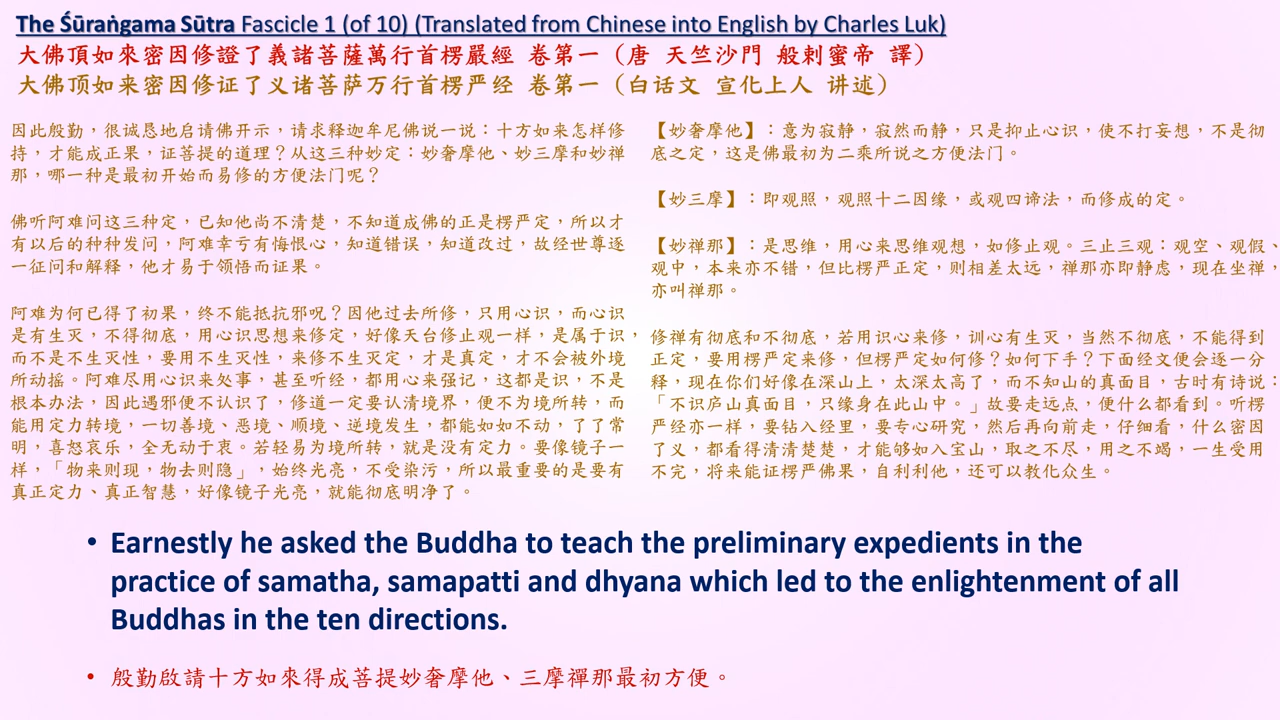 The Śūraṅgama Sūtra Fascicle 1 (of 10) (Translated from Chinese into English by Charles Luk)
大佛頂如來密因修證了義諸菩薩萬行首楞嚴經 卷第一（唐 天竺沙門 般剌蜜帝 譯）
大佛顶如来密因修证了义诸菩萨万行首楞严经 卷第一（白话文 宣化上人 讲述）
因此殷勤，很诚恳地启请佛开示，请求释迦牟尼佛说一说：十方如来怎样修
持，才能成正果，证菩提的道理？从这三种妙定：妙奢摩他、妙三摩和妙禅
那，哪一种是最初开始而易修的方便法门呢？
佛听阿难问这三种定，已知他尚不清楚，不知道成佛的正是楞严定，所以才
有以后的种种发问，阿难幸亏有悔恨心，知道错误，知道改过，故经世尊逐
一征问和解释，他才易于领悟而证果。
阿难为何已得了初果，终不能抵抗邪呢？因他过去所修，只用心识，而心识
是有生灭，不得彻底，用心识思想来修定，好像天台修止观一样，是属于识，
而不是不生灭性，要用不生灭性，来修不生灭定，才是真定，才不会被外境
所动摇。阿难尽用心识来处事，甚至听经，都用心来强记，这都是识，不是
根本办法，因此遇邪便不认识了，修道一定要认清境界，便不为境所转，而
能用定力转境，一切善境、恶境、顺境、逆境发生，都能如如不动，了了常
明，喜怒哀乐，全无动于衷。若轻易为境所转，就是没有定力。要像镜子一
样，「物来则现，物去则隐」，始终光亮，不受染污，所以最重要的是要有
真正定力、真正智慧，好像镜子光亮，就能彻底明净了。
【妙奢摩他】：意为寂静，寂然而静，只是抑止心识，使不打妄想，不是彻
底之定，这是佛最初为二乘所说之方便法门。
【妙三摩】：即观照，观照十二因缘，或观四谛法，而修成的定。
【妙禅那】：是思维，用心来思维观想，如修止观。三止三观：观空、观假、
观中，本来亦不错，但比楞严正定，则相差太远，禅那亦即静虑，现在坐禅，
亦叫禅那。
修禅有彻底和不彻底，若用识心来修，训心有生灭，当然不彻底，不能得到
正定，要用楞严定来修，但楞严定如何修？如何下手？下面经文便会逐一分
释，现在你们好像在深山上，太深太高了，而不知山的真面目，古时有诗说：
「不识庐山真面目，只缘身在此山中。」故要走远点，便什么都看到。听楞
严经亦一样，要钻入经里，要专心研究，然后再向前走，仔细看，什么密因
了义，都看得清清楚楚，才能够如入宝山，取之不尽，用之不竭，一生受用
不完，将来能证楞严佛果，自利利他，还可以教化众生。
• Earnestly he asked the Buddha to teach the preliminary expedients in the
practice of samatha, samapatti and dhyana which led to the enlightenment of all
Buddhas in the ten directions.
• 殷勤啟請十方如來得成菩提妙奢摩他、三摩禪那最初方便。